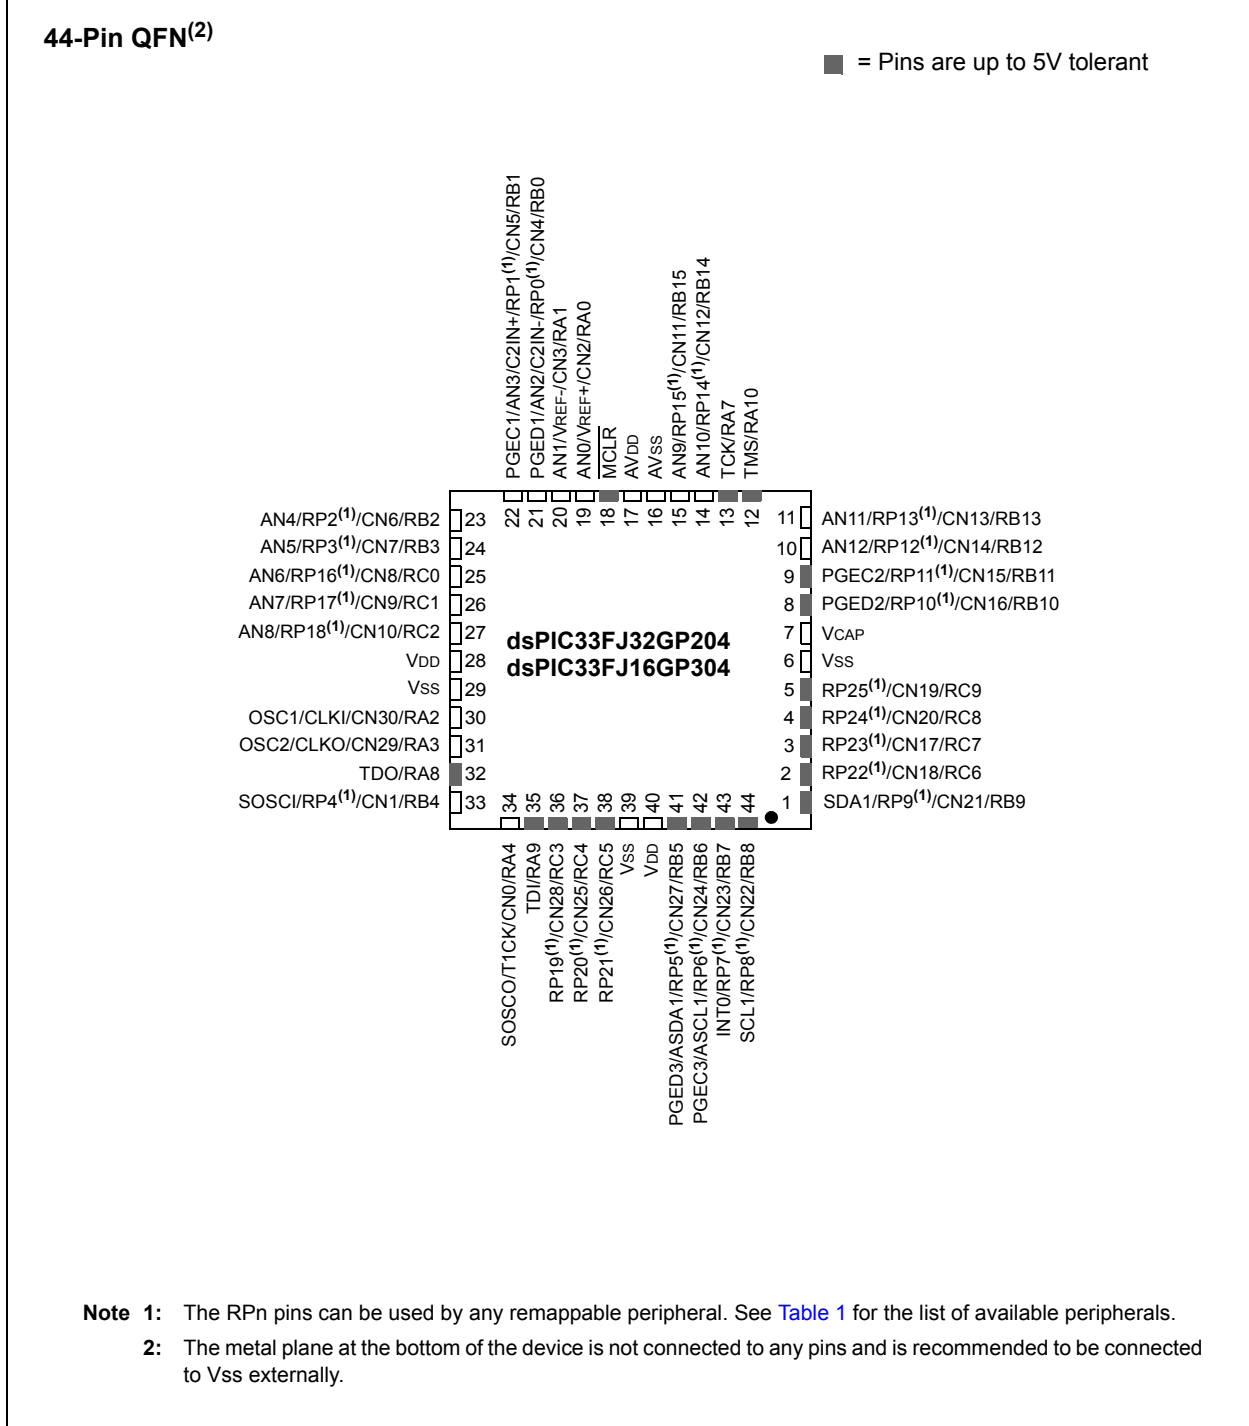 44-Pin QFN(2)
= Pins are up to 5V tolerant
PGEC1/AN3/C2IN+/RP1(1)/CN5/RB1
PGED1/AN2/C2IN-/RP0(1)/CN4/RB0
AN1/VREF-/CN3/RA1
AN0/VREF+/CN2/RA0
MCLR
AVDD
AVSS
AN9/RP15(1)/CN11/RB15
AN10/RP14(1)/CN12/RB14
TCK/RA7
TMS/RA10
22 21 20 19 18 17 16 15 14 13 12
AN4/RP2(1)/CN6/RB2 23
AN5/RP3(1)/CN7/RB3 24
AN6/RP16(1)/CN8/RC0 25
AN7/RP17(1)/CN9/RC1 26
AN8/RP18(1)/CN10/RC2 27
VDD 28
VSS 29
OSC1/CLKI/CN30/RA2 30
OSC2/CLKO/CN29/RA3 31
TDO/RA8 32
SOSCI/RP4(1)/CN1/RB4 33
dsPIC33FJ32GP204
dsPIC33FJ16GP304
11 AN11/RP13(1)/CN13/RB13
10 AN12/RP12(1)/CN14/RB12
9 PGEC2/RP11(1)/CN15/RB11
8 PGED2/RP10(1)/CN16/RB10
7 VCAP
6 VSS
5 RP25(1)/CN19/RC9
4 RP24(1)/CN20/RC8
3 RP23(1)/CN17/RC7
2 RP22(1)/CN18/RC6
1 SDA1/RP9(1)/CN21/RB9
34 35 36 37 38 39 40 41 42 43 44
SOSCO/T1CK/CN0/RA4
TDI/RA9
RP19(1)/CN28/RC3
RP20(1)/CN25/RC4
RP21(1)/CN26/RC5
VSS
VDD
PGED3/ASDA1/RP5(1)/CN27/RB5
PGEC3/ASCL1/RP6(1)/CN24/RB6
INT0/RP7(1)/CN23/RB7
SCL1/RP8(1)/CN22/RB8
Note 1: The RPn pins can be used by any remappable peripheral. See Table 1 for the list of available peripherals.
2: The metal plane at the bottom of the device is not connected to any pins and is recommended to be connected
to Vss externally.